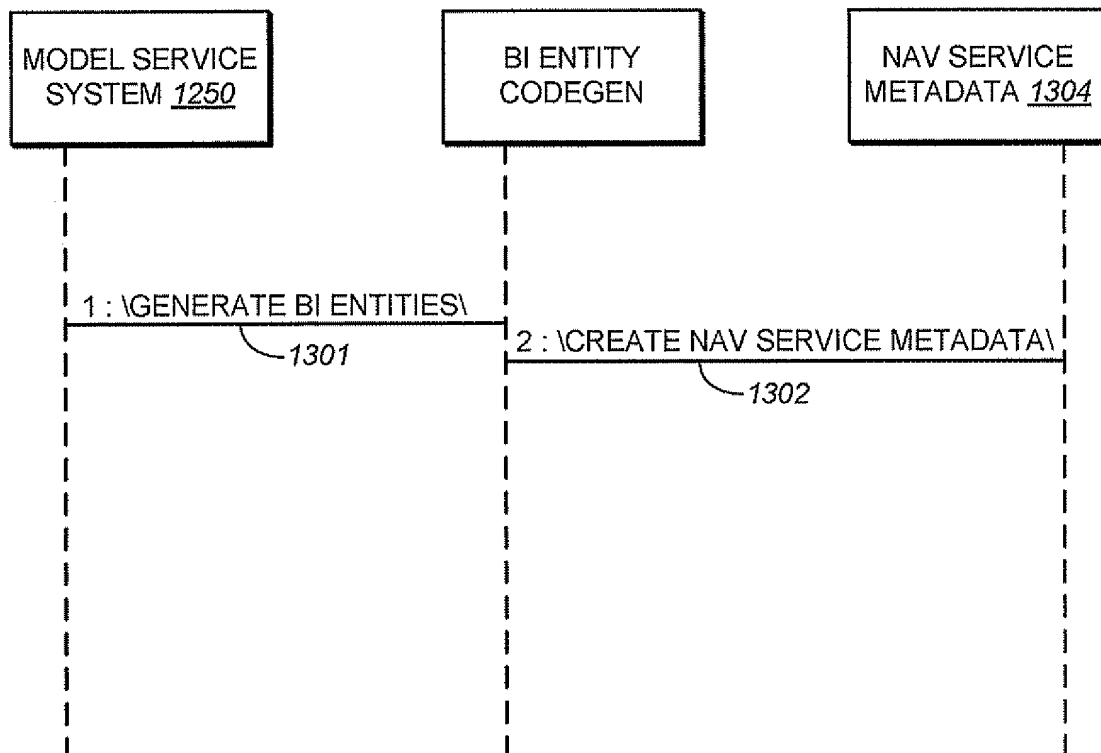 MODEL SERVICE
SYSTEM 1250
BI ENTITY
CODEGEN
NAV SERVICE
METADATA 1304
1 : \GENERATE BI ENTITIES\
1301
2 : \CREATE NAV SERVICE METADATA\
1302